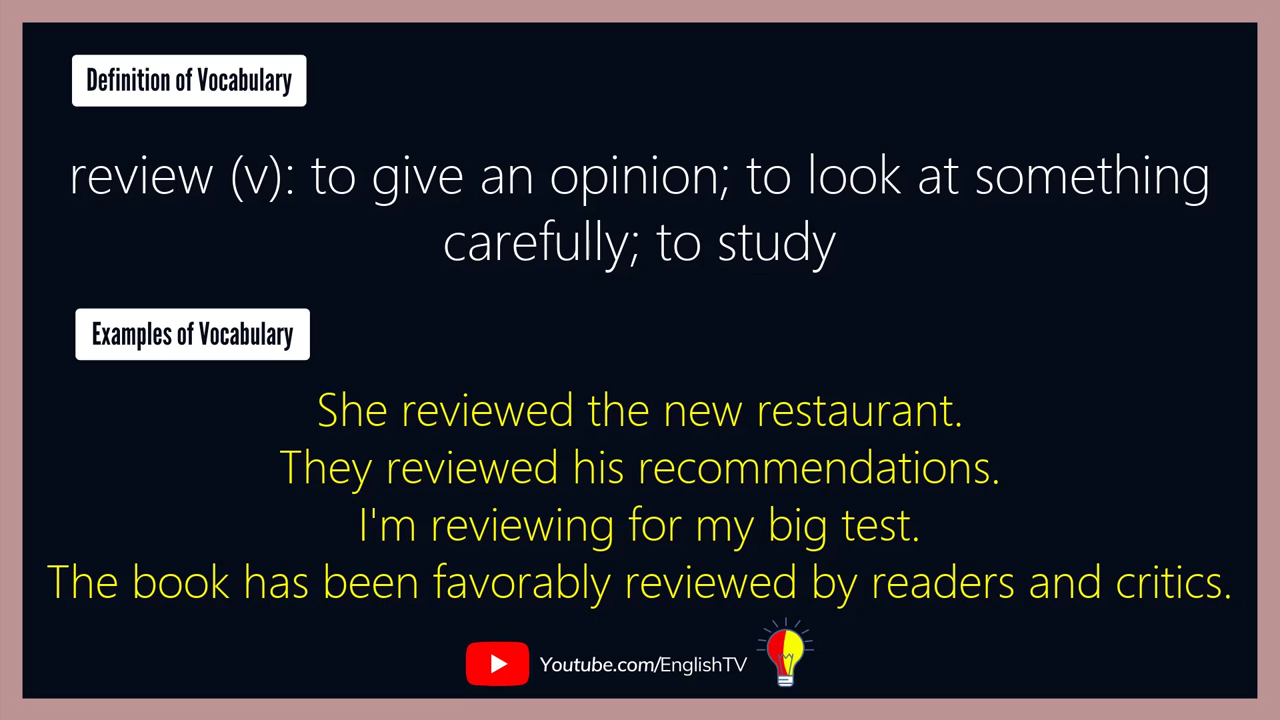 Definition of Vocabulary
review (v): to give an opinion; to look at something
carefully; to study
Examples of Vocabulary
She reviewed the new restaurant.
They reviewed his recommendations.
I'm reviewing for my big test.
The book has been favorably reviewed by readers and critics.
Youtube.com/EnglishTV